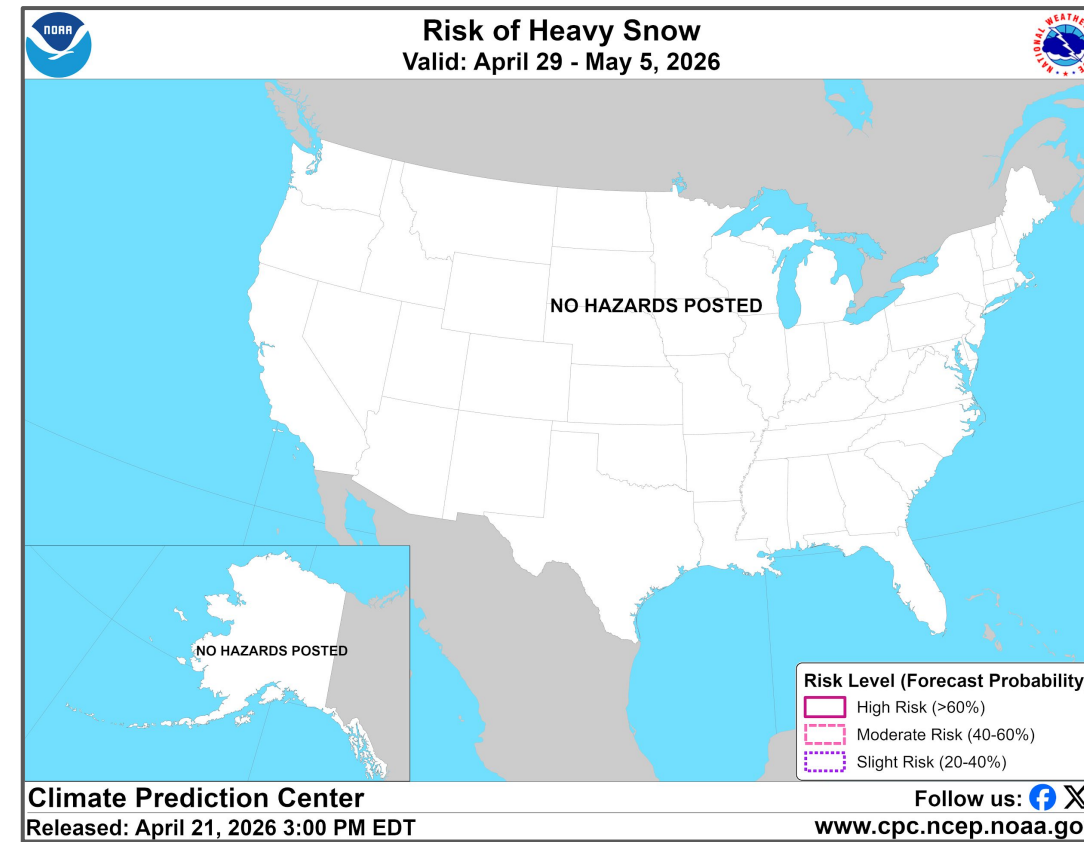 NOAA
Risk of Heavy Snow
Valid: April 29 - May 5, 2026
NATIONAL WEATHE
NO HAZARDS POSTED
NO HAZARDS POSTED
Risk Level (Forecast Probability
High Risk (>60%)
Moderate Risk (40-60%)
Slight Risk (20-40%)
Climate Prediction Center
Follow us:
Released: April 21, 2026 3:00 PM EDT
www.cpc.ncep.noaa.go